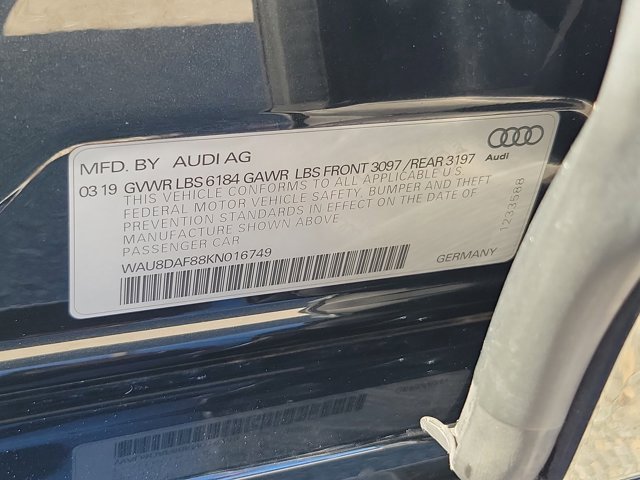 MFD. BY AUDI AG
03 19 GVWR LBS 6184 GAWR LBS FRONT 3097 /REAR 3197
Audi
THIS VEHICLE CONFORMS TO ALL APPLICABLE U.S.
FEDERAL MOTOR VEHICLE SAFETY, BUMPER AND THEFT
PREVENTION STANDARDS IN EFFECT ON THE DATE OF
MANUFACTURE SHOWN ABOVE
PASSENGER CAR
WAU8DAF88KN016749
GERMANY